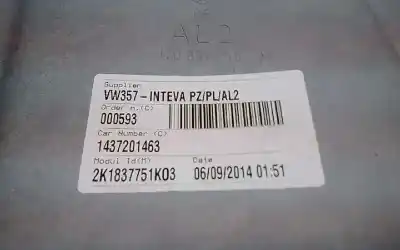 AL2
Supplier
VW357-INTEVA PZ/PL/AL2
Order n.(C)
000593
Car Number (C)
1437201463
Modul Id(M) Date
2K1837751K03 06/09/2014 01:51